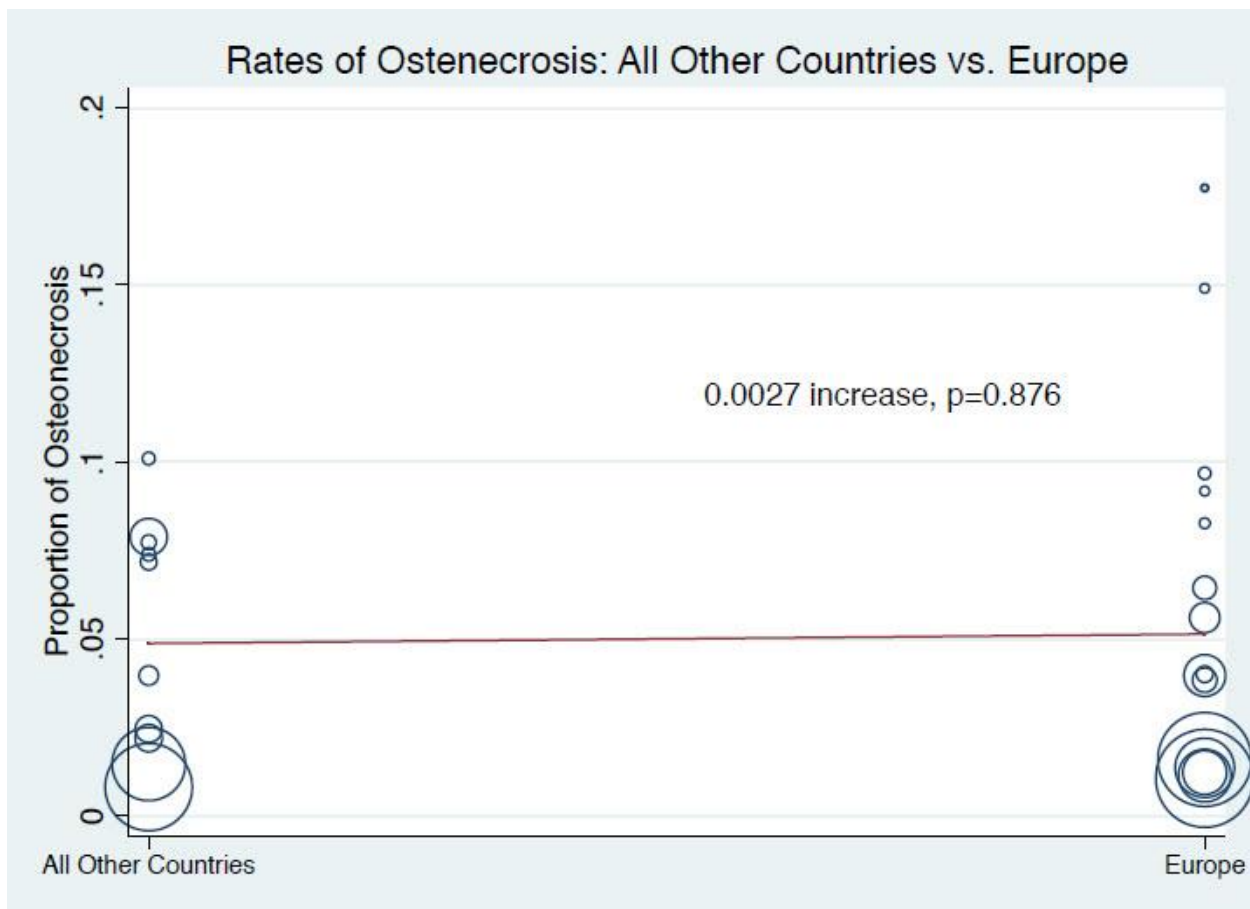 Rates of Ostenecrosis: All Other Countries vs. Europe
Proportion of Osteonecrosis
.2
.15
.1
.05
0
0.0027 increase, p=0.876
All Other Countries
Europe